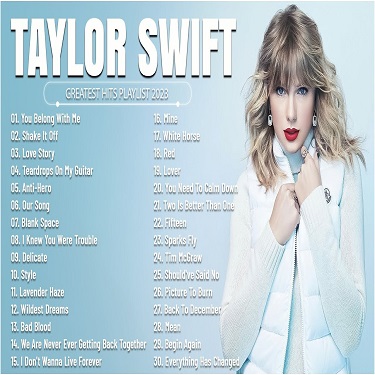 TAYLOR SWIFT
GREATEST HITS PLAYLIST 2023
01. You Belong With Me
02. Shake It Off
03. Love Story
04. Teardrops On My Guitar
05. Anti-Hero
06. Our Song
07. Blank Space
08. I Knew You Were Trouble
09. Delicate
10. Style
11. Lavender Haze
12. Wildest Dreams
13. Bad Blood
14. We Are Never Ever Getting Back Together
15. I Don't Wanna Live Forever
16. Mine
17. White Horse
18. Red
19. Lover
20. You Need To Calm Down
21. Two Is Better Than One
22. Fifteen
23. Sparks Fly
24. Tim McGraw
25. Should've Said No
26. Picture To Burn
27. Back To December
28. Mean
29. Begin Again
30. Everything Has Changed